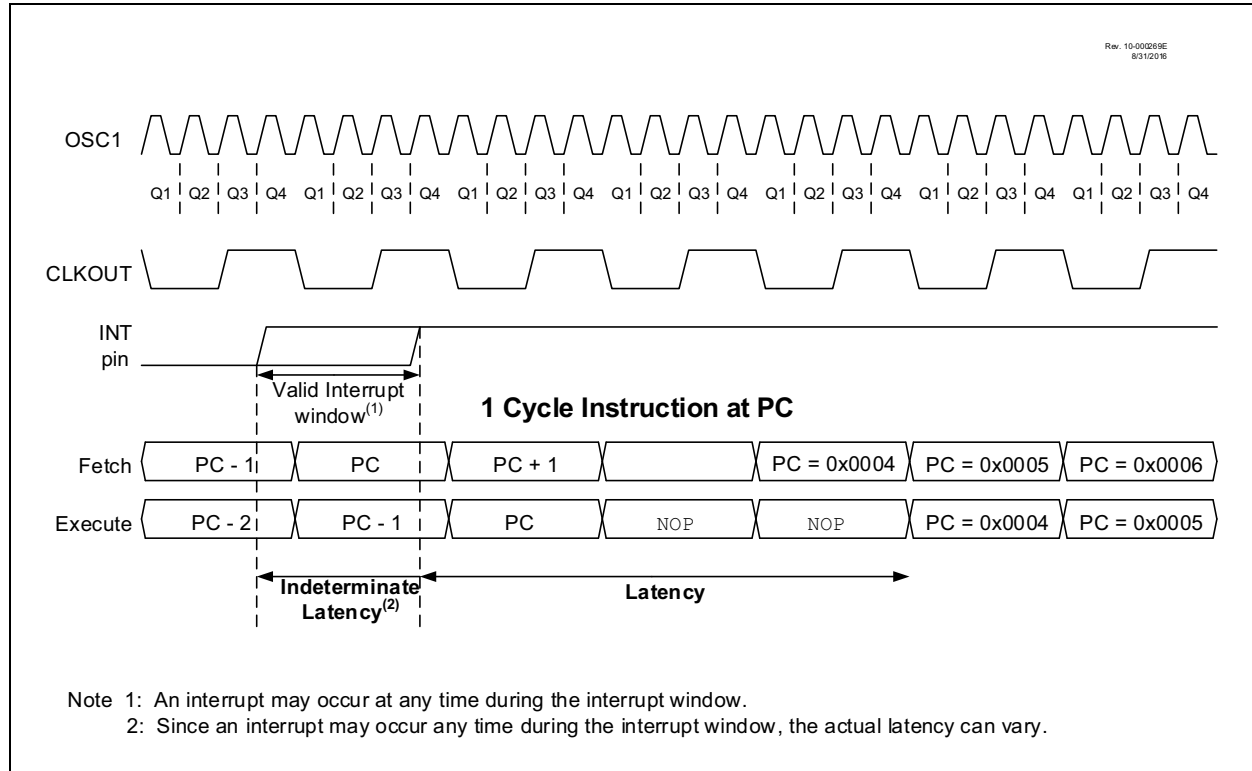 Rev. 10-000269E
8/31/2016
OSC1
Q1 Q2 Q3 Q4 Q1 Q2 Q3 Q4 Q1 Q2 Q3 Q4 Q1 Q2 Q3 Q4 Q1 Q2 Q3 Q4 Q1 Q2 Q3 Q4 Q1 Q2 Q3 Q4
CLKOUT
INT
pin
Valid Interrupt
window(1)
1 Cycle Instruction at PC
Fetch PC - 1 PC PC + 1 PC = 0x0004 PC = 0x0005 PC = 0x0006
Execute PC - 2 PC - 1 PC NOP NOP PC = 0x0004 PC = 0x0005
Indeterminate
Latency(2)
Latency
Note 1: An interrupt may occur at any time during the interrupt window.
2: Since an interrupt may occur any time during the interrupt window, the actual latency can vary.